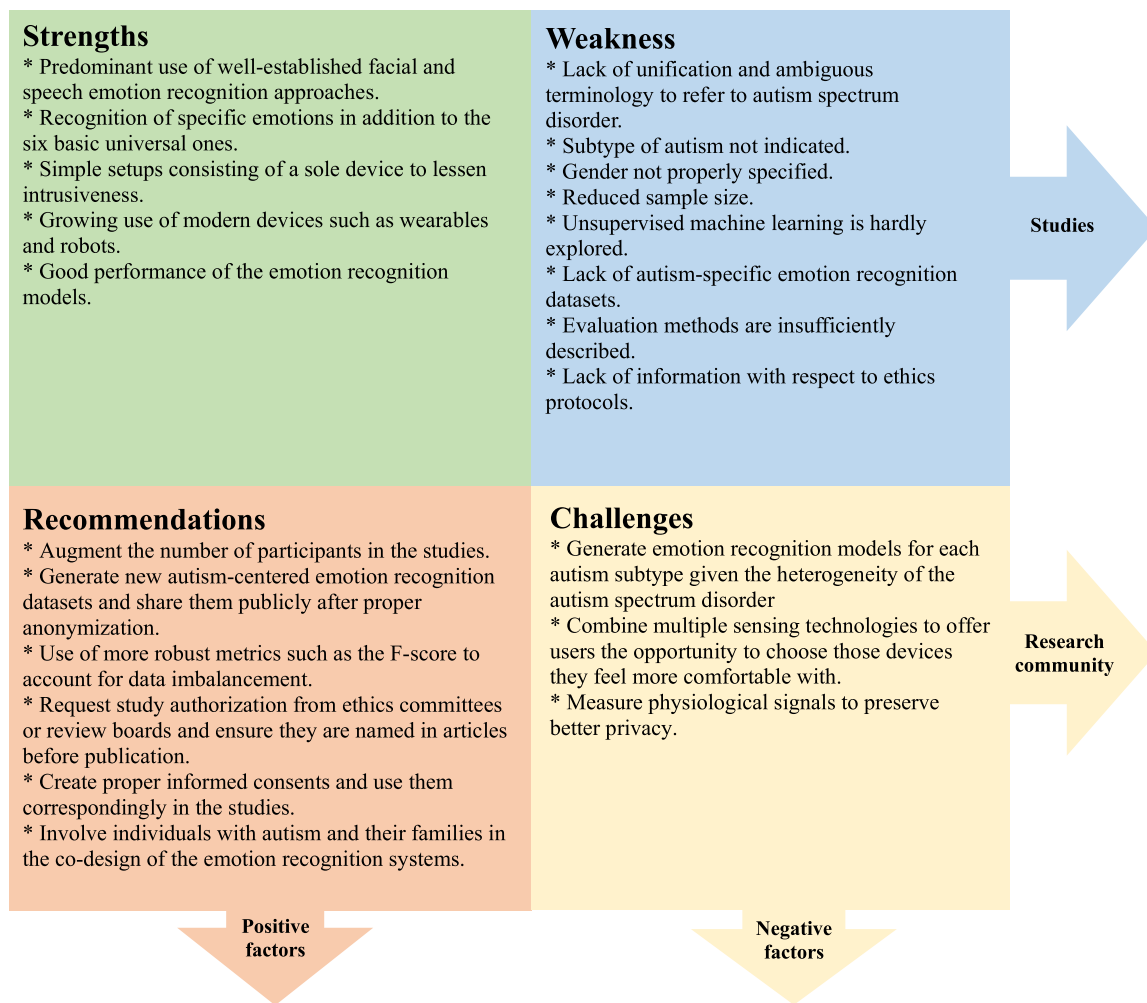 Strengths
* Predominant use of well-established facial and
speech emotion recognition approaches.
* Recognition of specific emotions in addition to the
six basic universal ones.
* Simple setups consisting of a sole device to lessen
intrusiveness.
* Growing use of modern devices such as wearables
and robots.
* Good performance of the emotion recognition
models.
Weakness
* Lack of unification and ambiguous
terminology to refer to autism spectrum
disorder.
* Subtype of autism not indicated.
* Gender not properly specified.
* Reduced sample size.
* Unsupervised machine learning is hardly
explored.
* Lack of autism-specific emotion recognition
datasets.
* Evaluation methods are insufficiently
described.
* Lack of information with respect to ethics
protocols.
Studies
Recommendations
* Augment the number of participants in the studies.
* Generate new autism-centered emotion recognition
datasets and share them publicly after proper
anonymization.
* Use of more robust metrics such as the F-score to
account for data imbalancement.
* Request study authorization from ethics committees
or review boards and ensure they are named in articles
before publication.
* Create proper informed consents and use them
correspondingly in the studies.
* Involve individuals with autism and their families in
the co-design of the emotion recognition systems.
Challenges
* Generate emotion recognition models for each
autism subtype given the heterogeneity of the
autism spectrum disorder
* Combine multiple sensing technologies to offer
users the opportunity to choose those devices
they feel more comfortable with.
* Measure physiological signals to preserve
better privacy.
Research
community
Positive
factors
Negative
factors